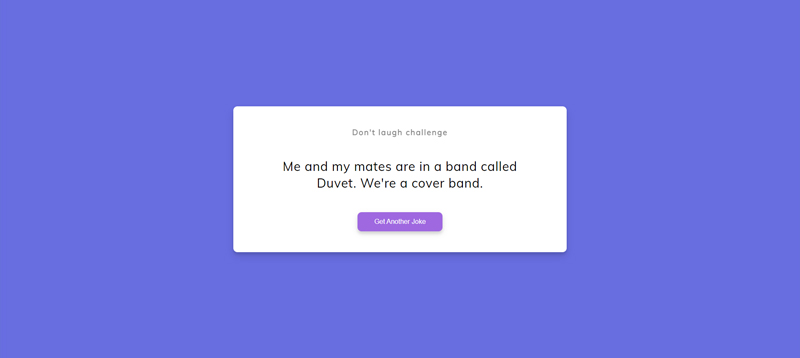 Don't laugh challenge
Me and my mates are in a band called
Duvet. We're a cover band.
Get Another Joke